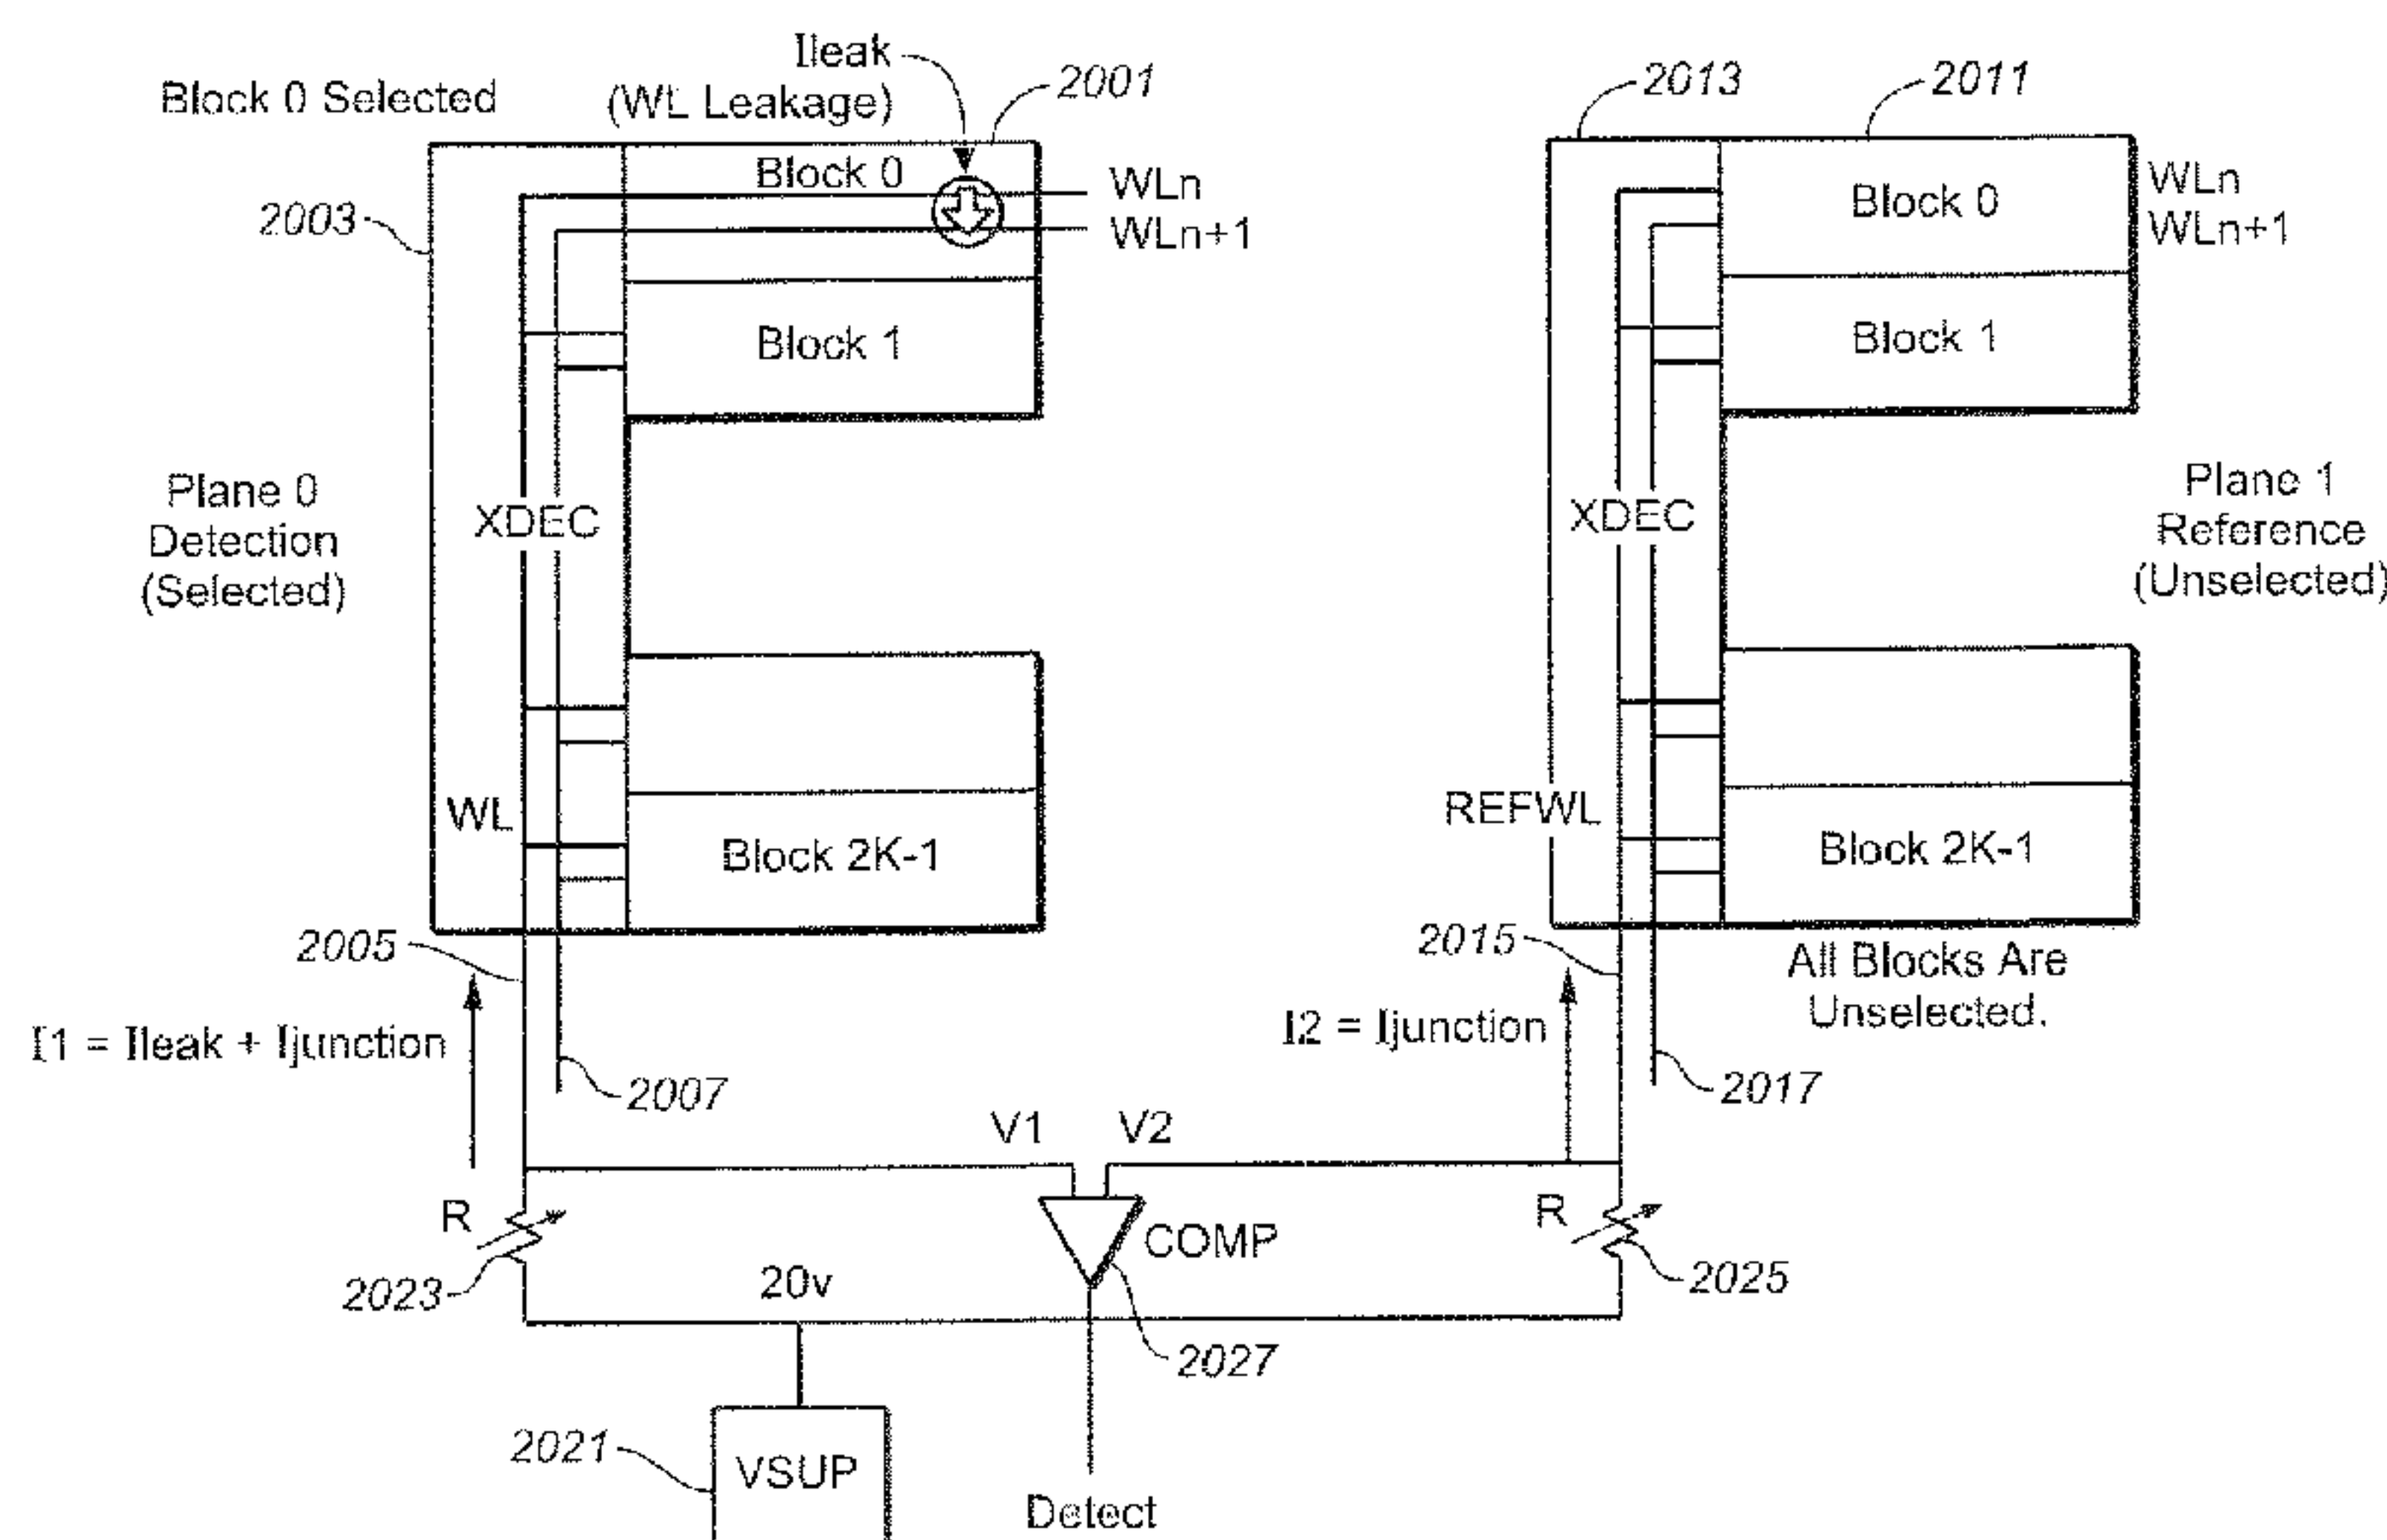 Ileak
Block 0 Selected
(WL Leakage)
2001
2013
2011
Block 0
WLn
WLn+1
2003
Block 0
WLn
WLn+1
Block 1
Block 1
Plane 0
Detection
(Selected)
XDEC
XDEC
Plane 1
Reference
(Unselected)
WL
Block 2K-1
REFWL
Block 2K-1
2005
2015
All Blocks Are
Unselected.
I1 = Ileak + Ijunction
I2 = Ijunction
2007
2017
V1
V2
R
COMP
R
2023
20v
2025
2027
2021
VSUP
Detect